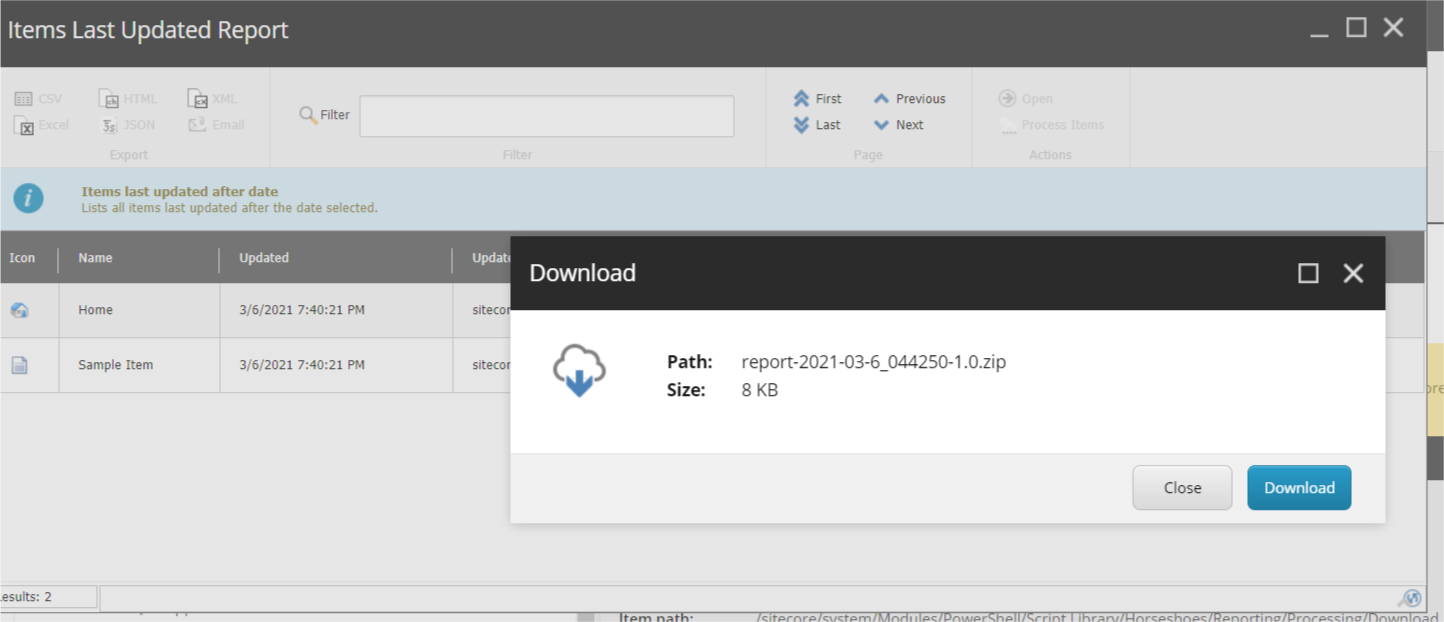 Items Last Updated Report
CSV HTML XML
Excel JSON Email
Export
Filter
Filter
First Previous
Last Next
Page
Open
Process Items
Actions
Items last updated after date
Lists all items last updated after the date selected.
Icon Name Updated Update
Home 3/6/2021 7:40:21 PM sitecor
Sample Item 3/6/2021 7:40:21 PM sitecor
Download
Path: report-2021-03-6_044250-1.0.zip
Size: 8 KB
Close Download
esults: 2
Item path: /sitecore/system/Modules/PowerShell/Script Library/Horseshoes/Reporting/Processing/Download